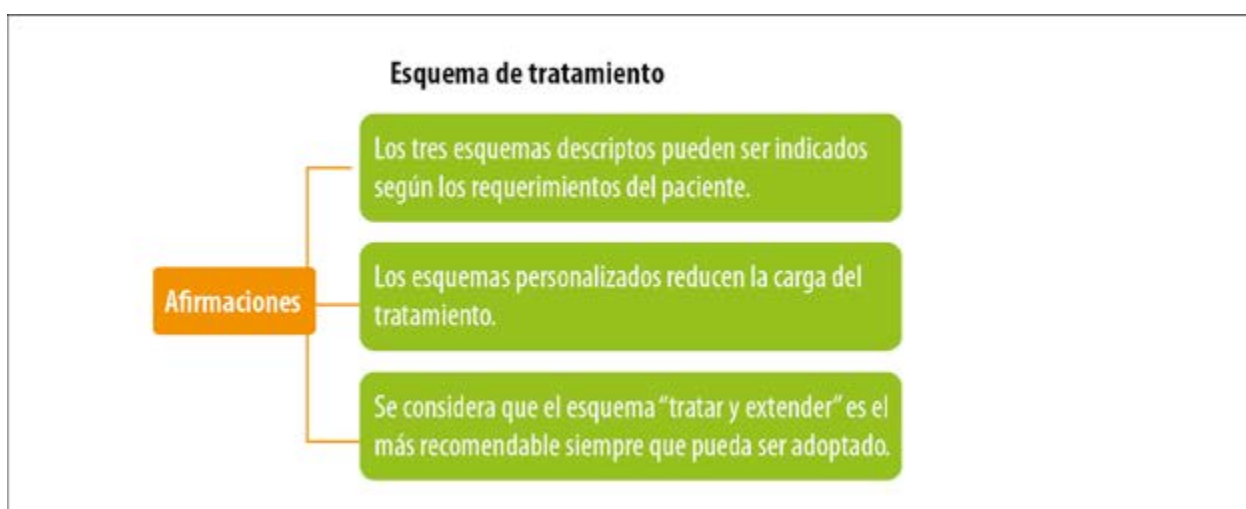 Esquema de tratamiento
Los tres esquemas descriptos pueden ser indicados
según los requerimientos del paciente.
Afirmaciones
Los esquemas personalizados reducen la carga del
tratamiento.
Se considera que el esquema “tratar y extender” es el
más recomendable siempre que pueda ser adoptado.